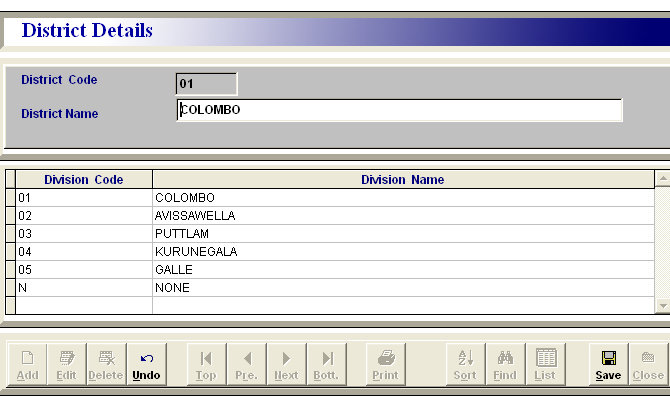 District Details
District Code 01
District Name COLOMBO
Division Code Division Name
01 COLOMBO
02 AVISSAWELLA
03 PUTTLAM
04 KURUNEGALA
05 GALLE
N NONE
Add Edit Delete Undo Top Pre. Next Bott. Print Sort Find List Save Close